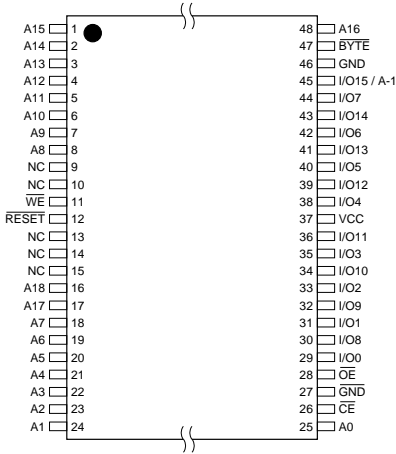 A15 1 48 A16
A14 2 47 BYTE
A13 3 46 GND
A12 4 45 I/O15 / A-1
A11 5 44 I/O7
A10 6 43 I/O14
A9 7 42 I/O6
A8 8 41 I/O13
NC 9 40 I/O5
NC 10 39 I/O12
WE 11 38 I/O4
RESET 12 37 VCC
NC 13 36 I/O11
NC 14 35 I/O3
NC 15 34 I/O10
A18 16 33 I/O2
A17 17 32 I/O9
A7 18 31 I/O1
A6 19 30 I/O8
A5 20 29 I/O0
A4 21 28 OE
A3 22 27 GND
A2 23 26 CE
A1 24 25 A0